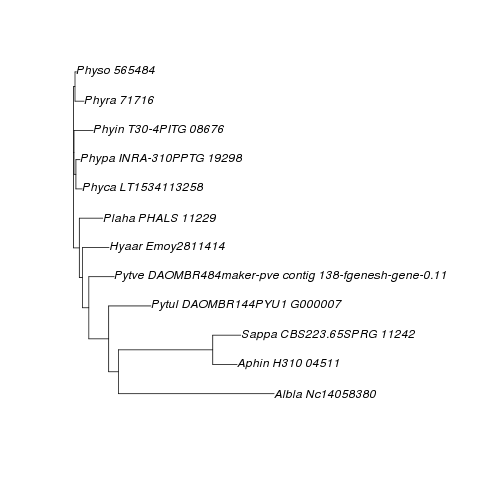 Physo 565484
Phyra 71716
Phyin T30-4PITG 08676
Phypa INRA-310PPTG 19298
Phyca LT1534113258
Plaha PHALS 11229
Hyaar Emoy2811414
Pytve DAOMBR484maker-pve contig 138-fgenesh-gene-0.11
Pytul DAOMBR144PYU1 G000007
Sappa CBS223.65SPRG 11242
Aphin H310 04511
Albla Nc14058380